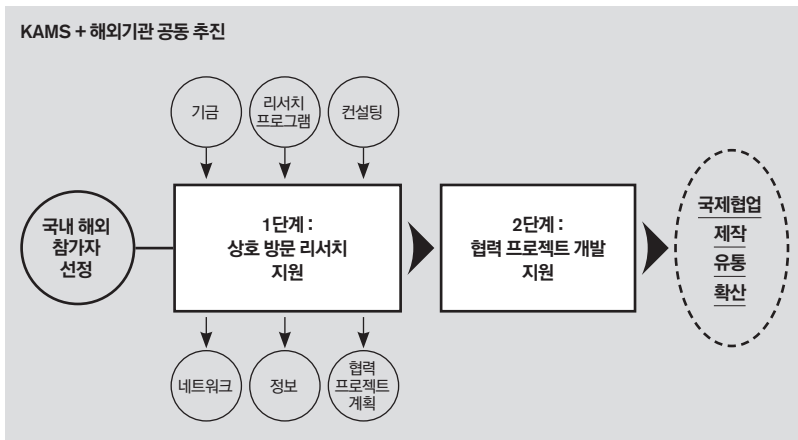 KAMS + 해외기관 공동 추진
기금
리서치
프로그램
컨설팅
국내 해외
참가자
선정
1단계 :
상호 방문 리서치
지원
2단계 :
협력 프로젝트 개발
지원
국제협업
제작
유통
확산
네트워크
정보
협력
프로젝트
계획